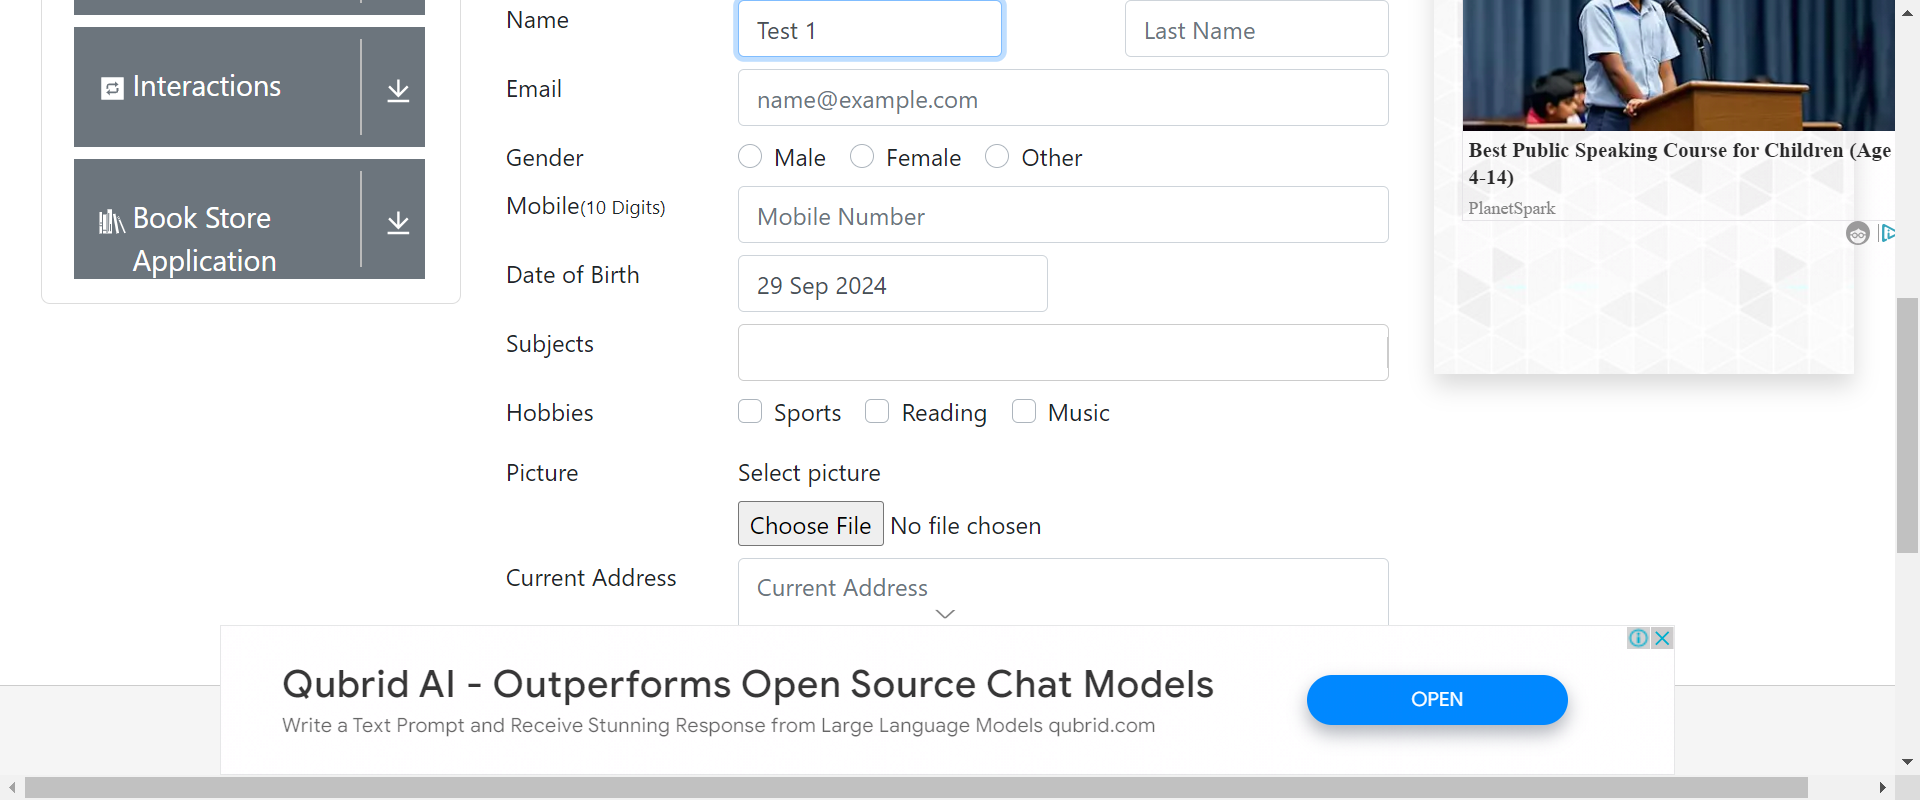 Interactions
Book Store
Application
Name
Test 1
Last Name
Email
name@example.com
Gender
Male
Female
Other
Mobile(10 Digits)
Mobile Number
Date of Birth
29 Sep 2024
Subjects
Hobbies
Sports
Reading
Music
Picture
Select picture
Choose File
No file chosen
Current Address
Current Address
Best Public Speaking Course for Children (Age
4-14)
PlanetSpark
Qubrid AI - Outperforms Open Source Chat Models
Write a Text Prompt and Receive Stunning Response from Large Language Models qubrid.com
OPEN